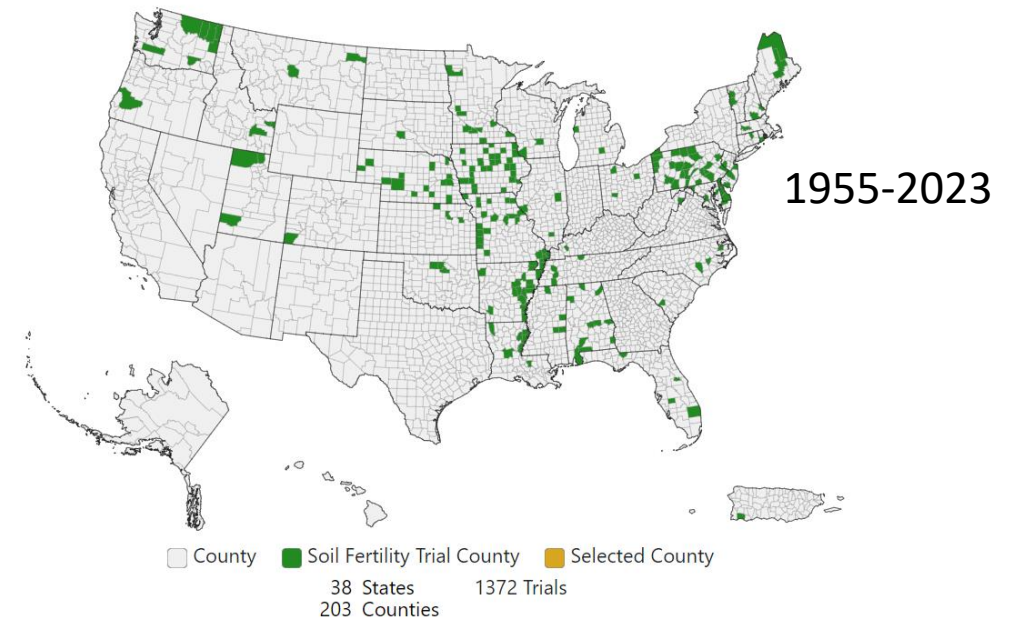 1955-2023
County Soil Fertility Trial County Selected County
38 States 1372 Trials
203 Counties